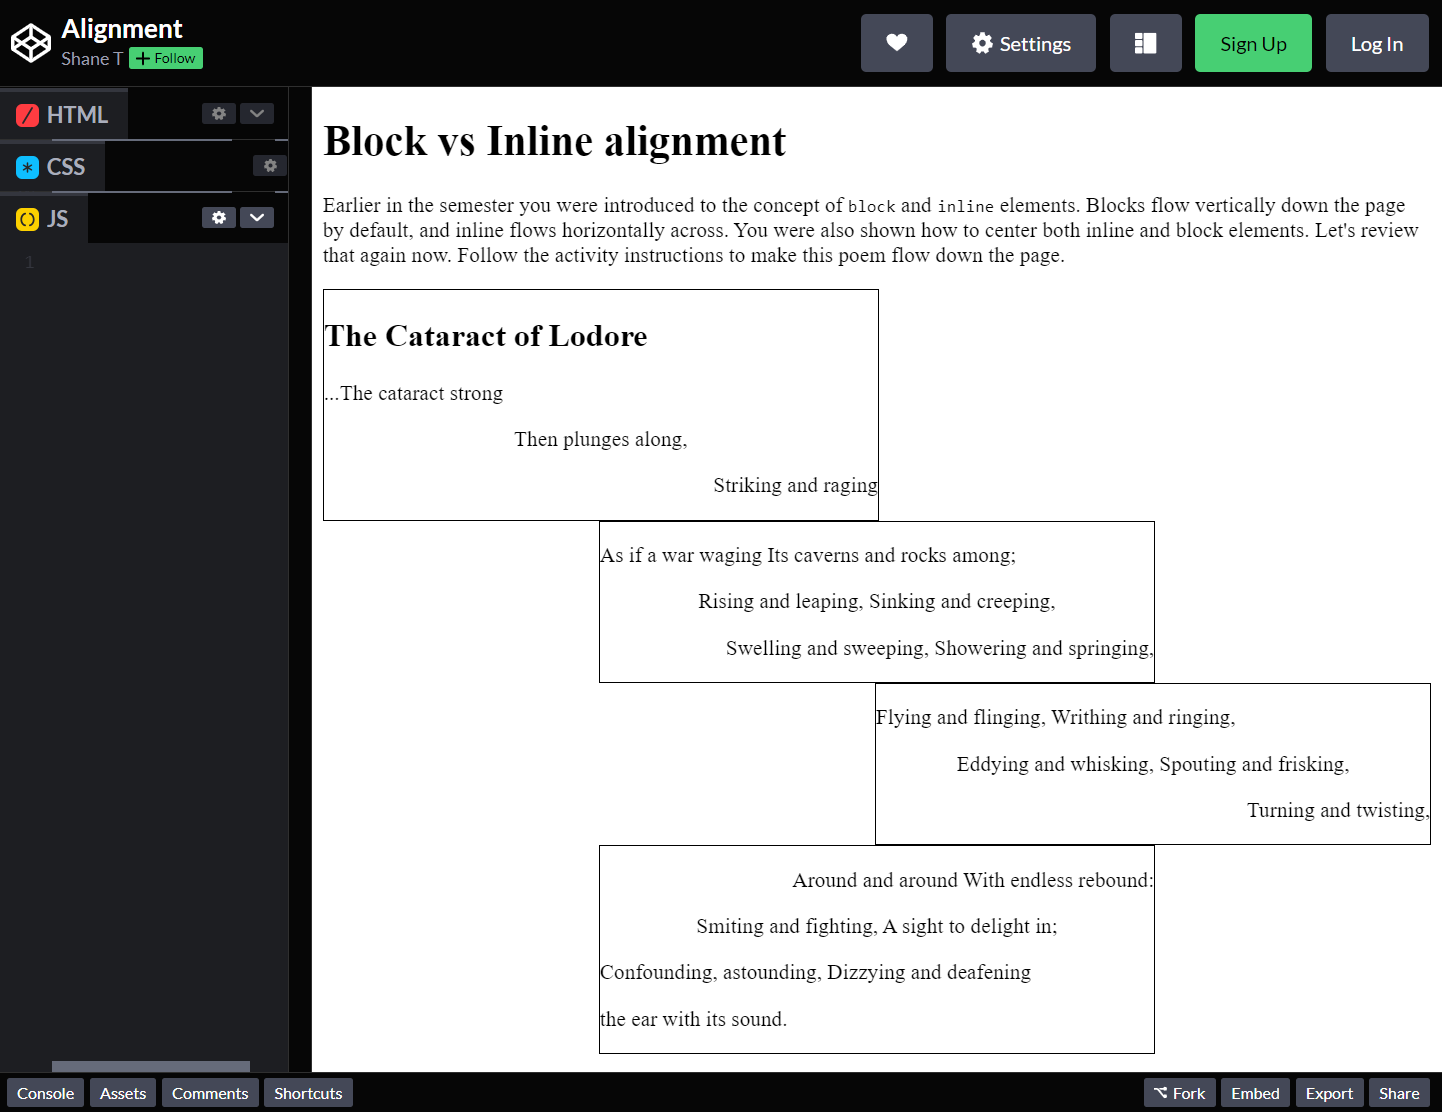 Alignment
Shane T
+ Follow
Settings
Sign Up
Log In
HTML
CSS
JS
1
Block vs Inline alignment
Earlier in the semester you were introduced to the concept of block and inline elements. Blocks flow vertically down the page
by default, and inline flows horizontally across. You were also shown how to center both inline and block elements. Let's review
that again now. Follow the activity instructions to make this poem flow down the page.
The Cataract of Lodore
...The cataract strong
Then plunges along,
Striking and raging
As if a war waging Its caverns and rocks among;
Rising and leaping, Sinking and creeping,
Swelling and sweeping, Showering and springing,
Flying and flinging, Writhing and ringing,
Eddying and whisking, Spouting and frisking,
Turning and twisting,
Around and around With endless rebound:
Smiting and fighting, A sight to delight in;
Confounding, astounding, Dizzying and deafening
the ear with its sound.
Console
Assets
Comments
Shortcuts
Fork
Embed
Export
Share